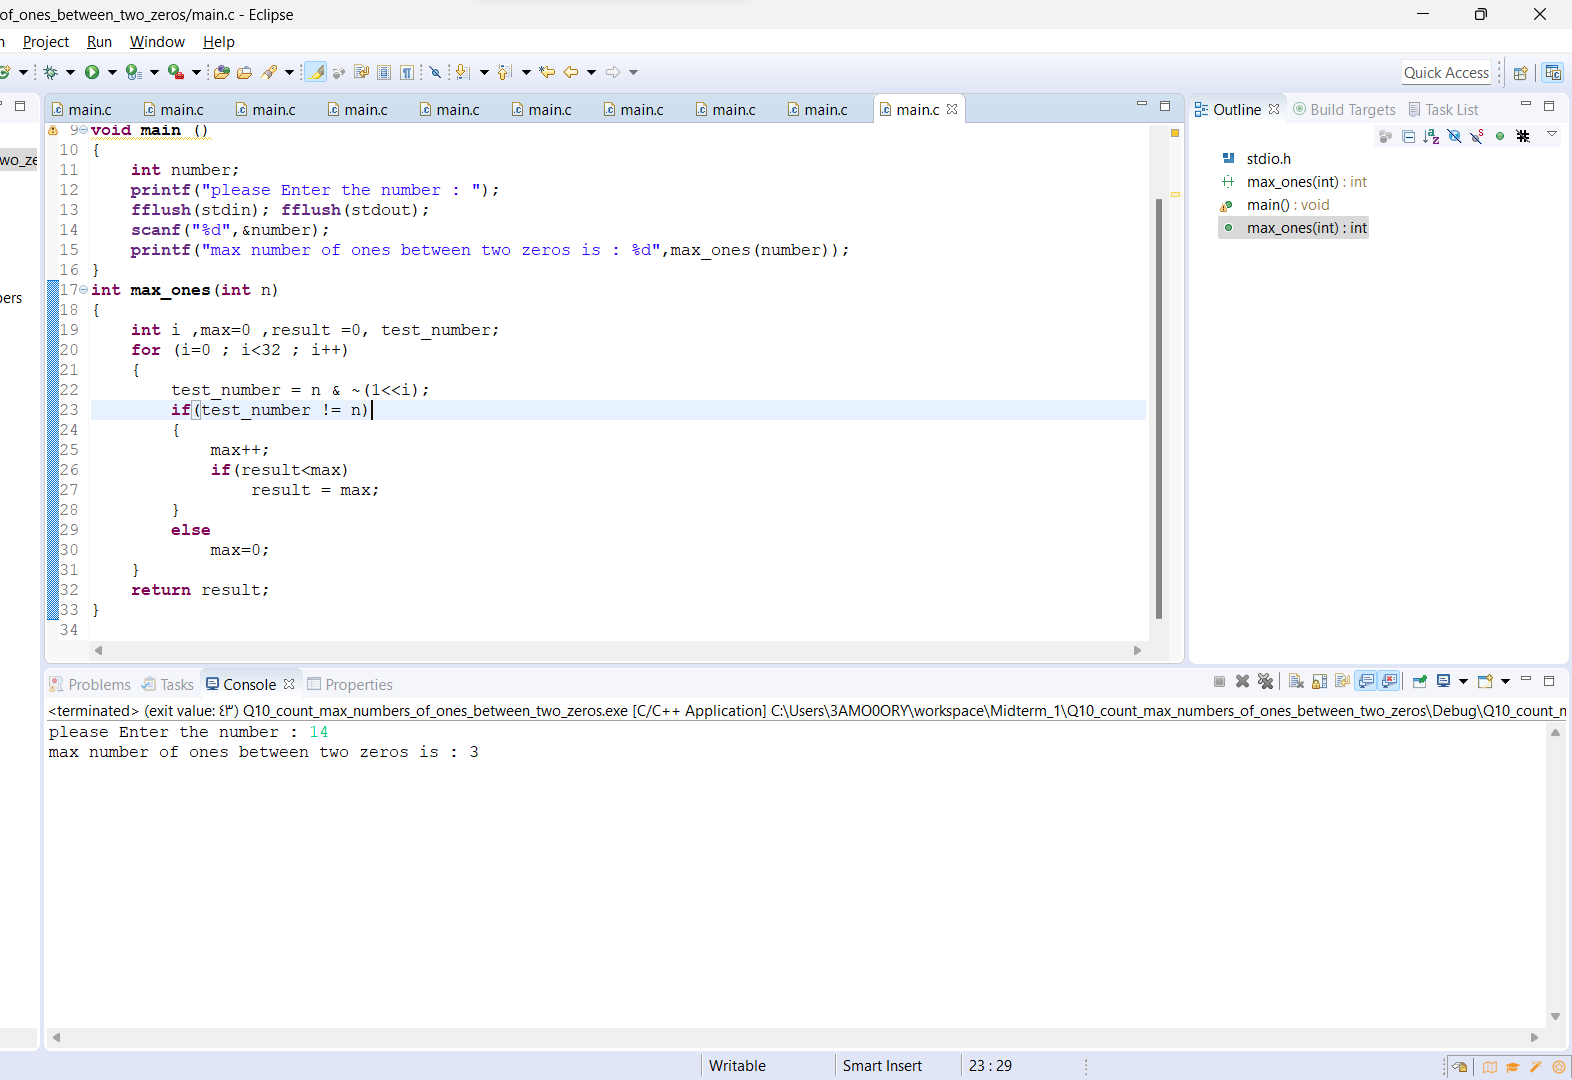 of_ones_between_two_zeros/main.c - Eclipse
Project Run Window Help
Quick Access
main.c main.c main.c main.c main.c main.c main.c main.c main.c main.c
9 void main ()
10 {
11 int number;
12 printf("please Enter the number : ");
13 fflush(stdin); fflush(stdout);
14 scanf("%d",&number);
15 printf("max number of ones between two zeros is : %d",max_ones(number));
16 }
17 int max_ones(int n)
18 {
19 int i ,max=0 ,result =0, test_number;
20 for (i=0 ; i<32 ; i++)
21 {
22 test_number = n & ~(1<<i);
23 if(test_number != n)
24 {
25 max++;
26 if(result<max)
27 result = max;
28 }
29 else
30 max=0;
31 }
32 return result;
33 }
34
Outline Build Targets Task List
stdio.h
max_ones(int) : int
main() : void
max_ones(int) : int
Problems Tasks Console Properties
<terminated> (exit value: ٤٣) Q10_count_max_numbers_of_ones_between_two_zeros.exe [C/C++ Application] C:\Users\3AMO0ORY\workspace\Midterm_1\Q10_count_max_numbers_of_ones_between_two_zeros\Debug\Q10_count_
please Enter the number : 14
max number of ones between two zeros is : 3
Writable Smart Insert 23 : 29